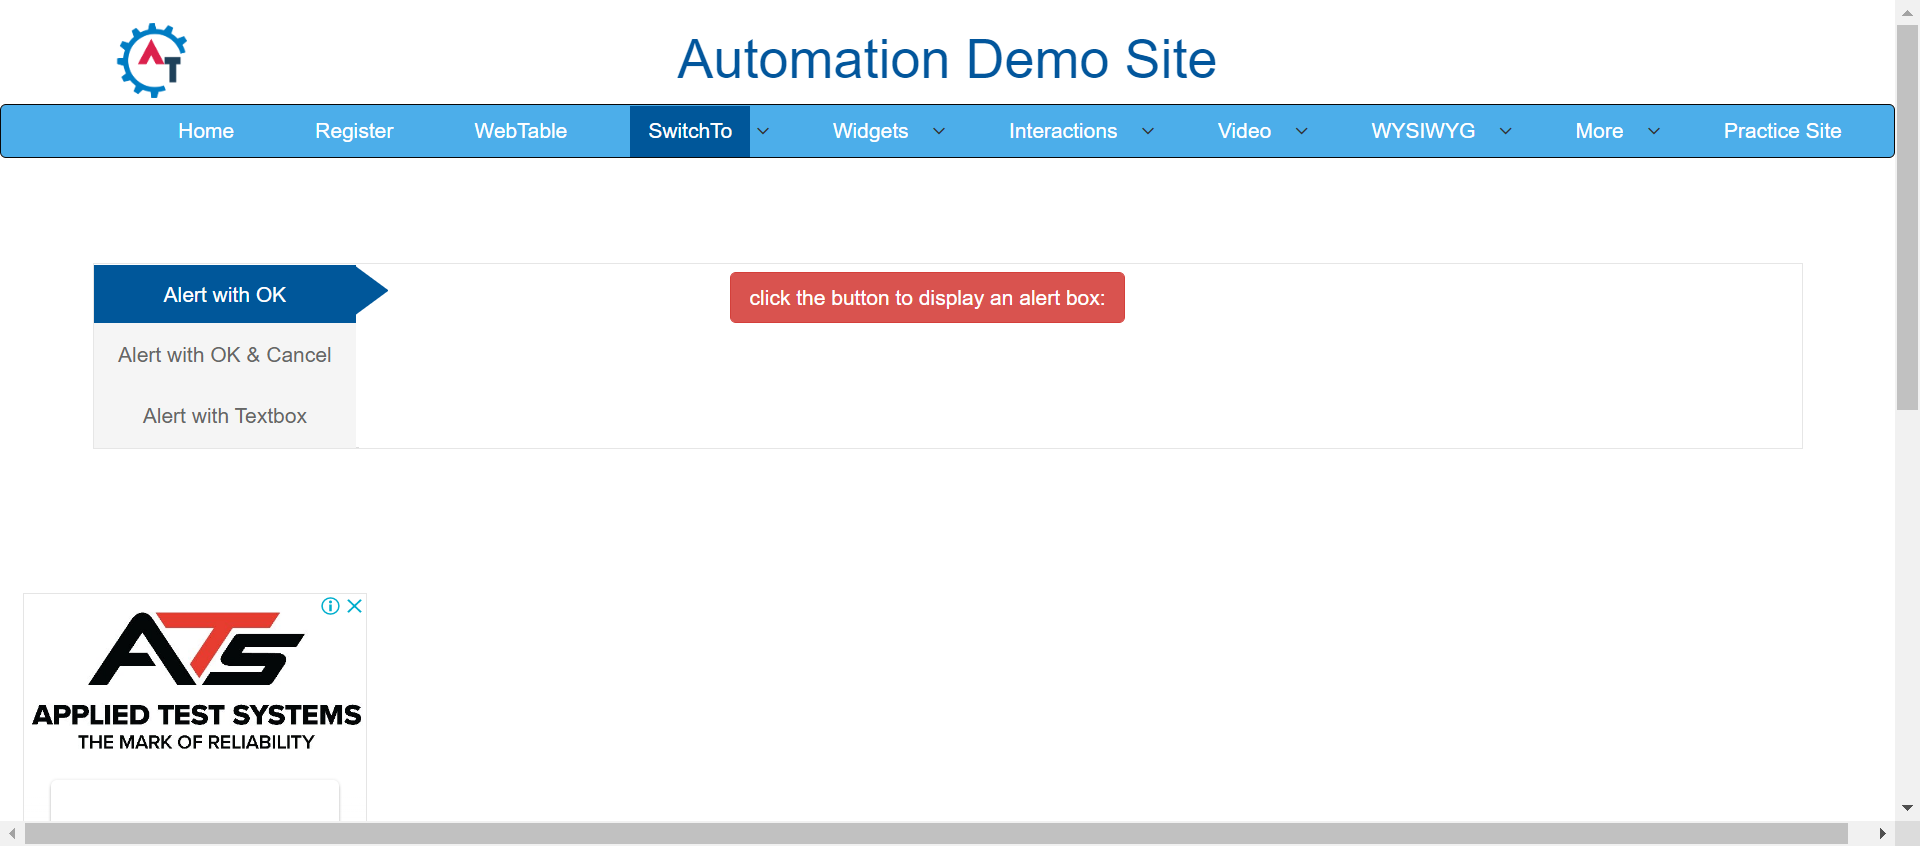 AT
Automation Demo Site
Home Register WebTable SwitchTo Widgets Interactions Video WYSIWYG More Practice Site
Alert with OK
click the button to display an alert box:
Alert with OK & Cancel
Alert with Textbox
ATS
APPLIED TEST SYSTEMS
THE MARK OF RELIABILITY